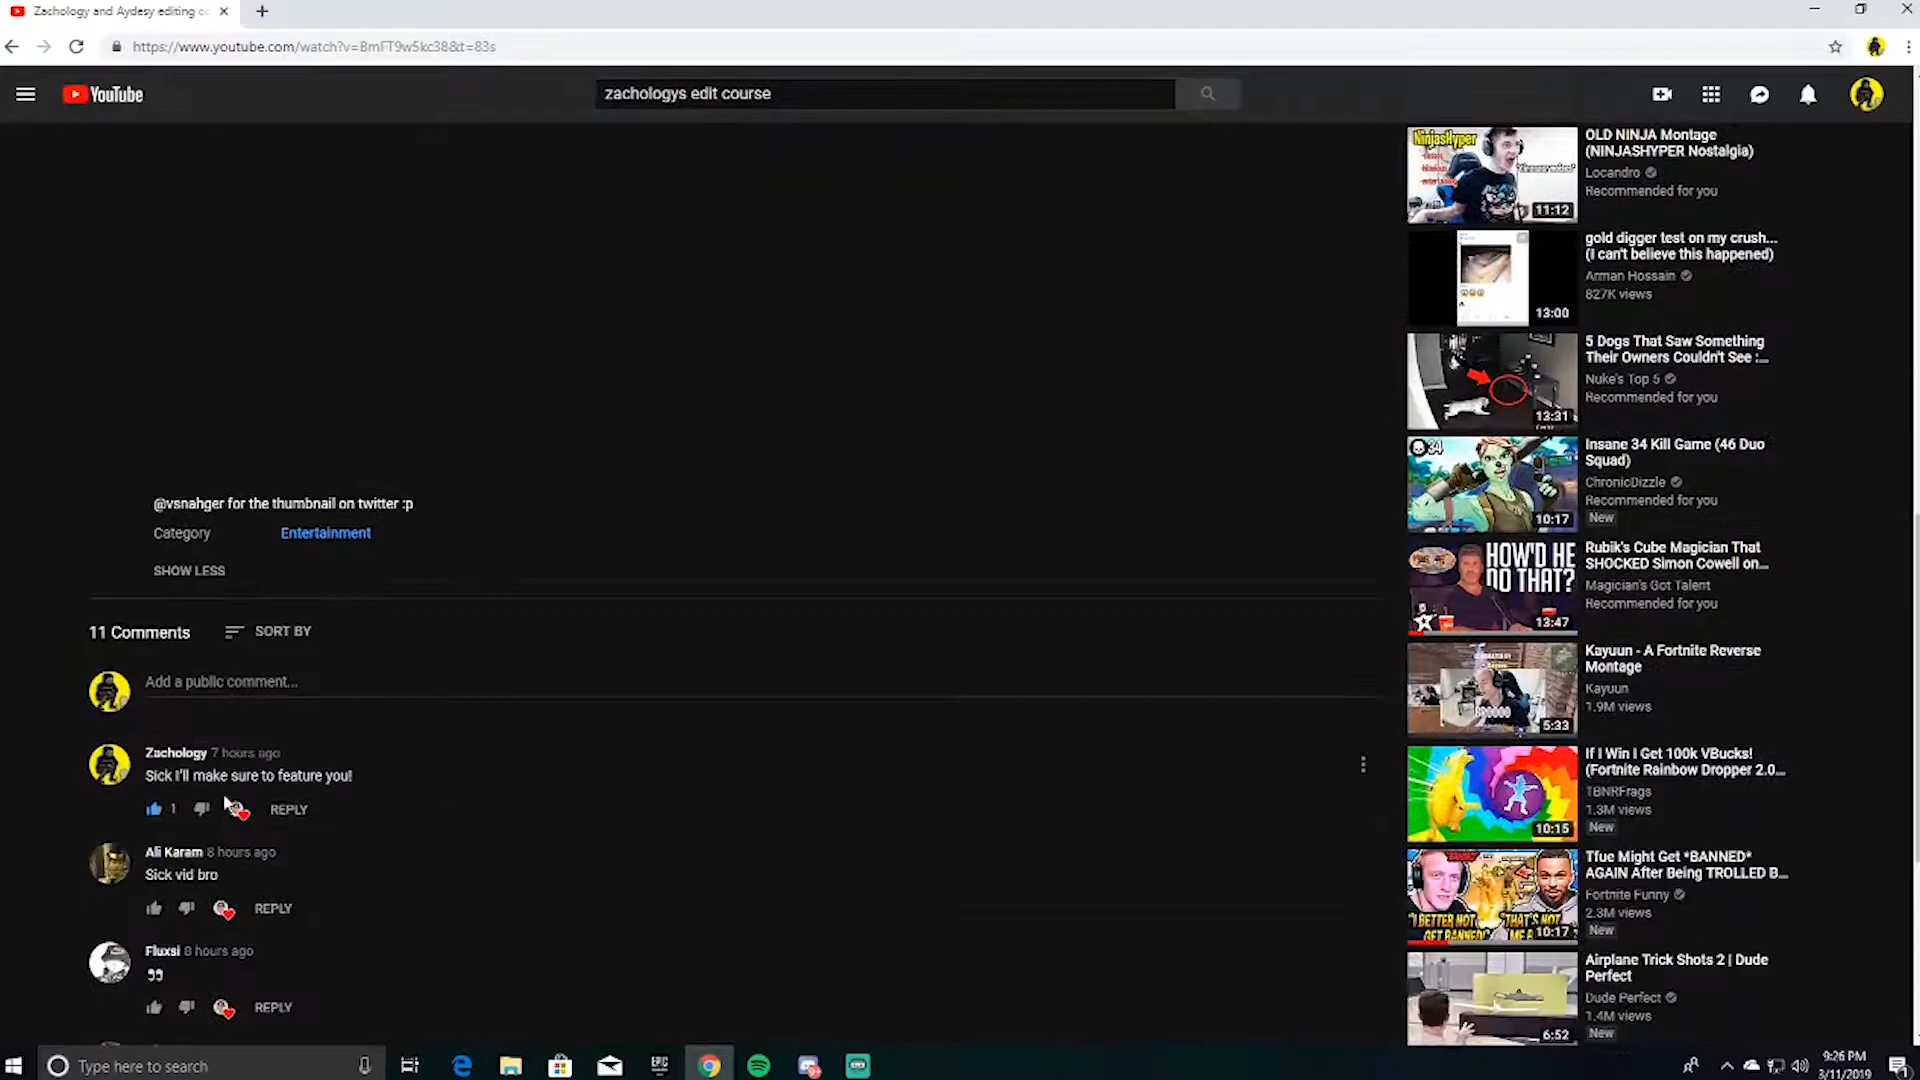 Zachology and Aydesy editing co
https://www.youtube.com/watch?v=BmFT9w5kc38&t=83s
YouTube
zachologys edit course
@vsnahger for the thumbnail on twitter :p
Category Entertainment
SHOW LESS
11 Comments SORT BY
Add a public comment...
Zachology 7 hours ago
Sick I'll make sure to feature you!
1 REPLY
Ali Karam 8 hours ago
Sick vid bro
REPLY
Fluxsi 8 hours ago
REPLY
NinjasHyper
11:12
OLD NINJA Montage
(NINJASHYPER Nostalgia)
Locandro
Recommended for you
13:00
gold digger test on my crush...
(I can't believe this happened)
Arman Hossain
827K views
13:31
5 Dogs That Saw Something
Their Owners Couldn't See :...
Nuke's Top 5
Recommended for you
34
10:17
Insane 34 Kill Game (46 Duo
Squad)
ChronicDizzle
Recommended for you
New
HOW'D HE
DO THAT?
13:47
Rubik's Cube Magician That
SHOCKED Simon Cowell on...
Magician's Got Talent
Recommended for you
5:33
Kayuun - A Fortnite Reverse
Montage
Kayuun
1.9M views
10:15
If I Win I Get 100k VBucks!
(Fortnite Rainbow Dropper 2.0...
TBNRFrags
1.3M views
New
"I BETTER NOT
GET BANNED!"
"THAT'S NOT
10:17
Tfue Might Get *BANNED*
AGAIN After Being TROLLED B...
Fortnite Funny
2.3M views
New
6:52
Airplane Trick Shots 2 | Dude
Perfect
Dude Perfect
1.4M views
New
Type here to search
EPIC
9:26 PM
3/11/2019